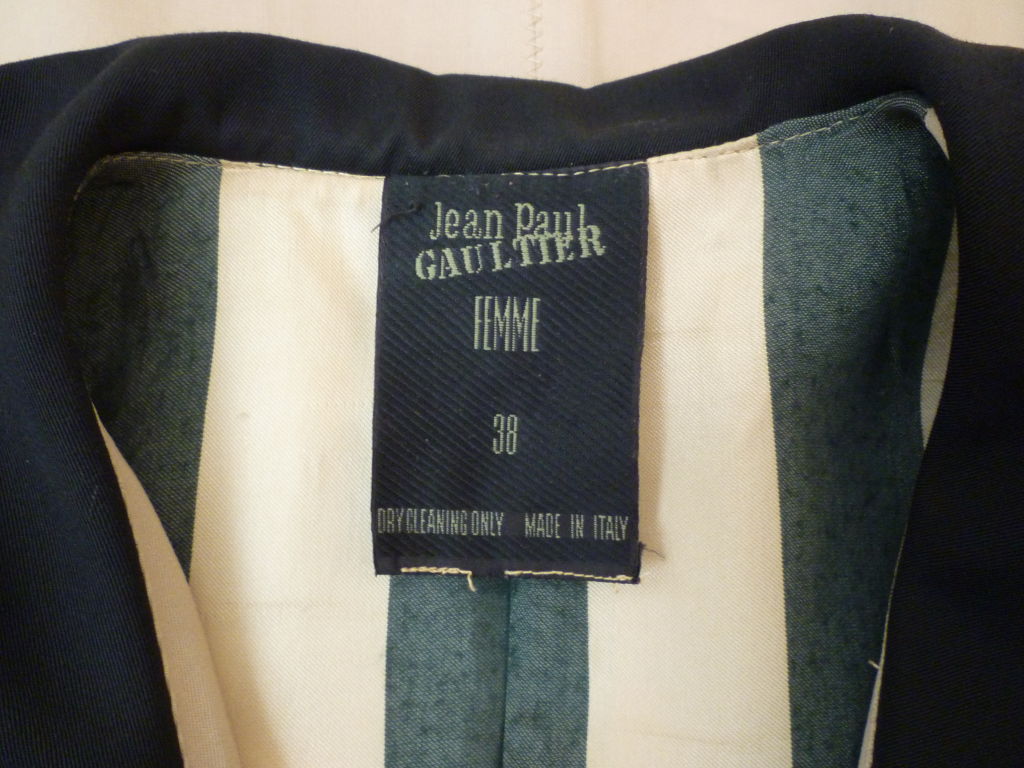 Jean Paul
GAULTIER
FEMME
38
DRY CLEANING ONLY MADE IN ITALY